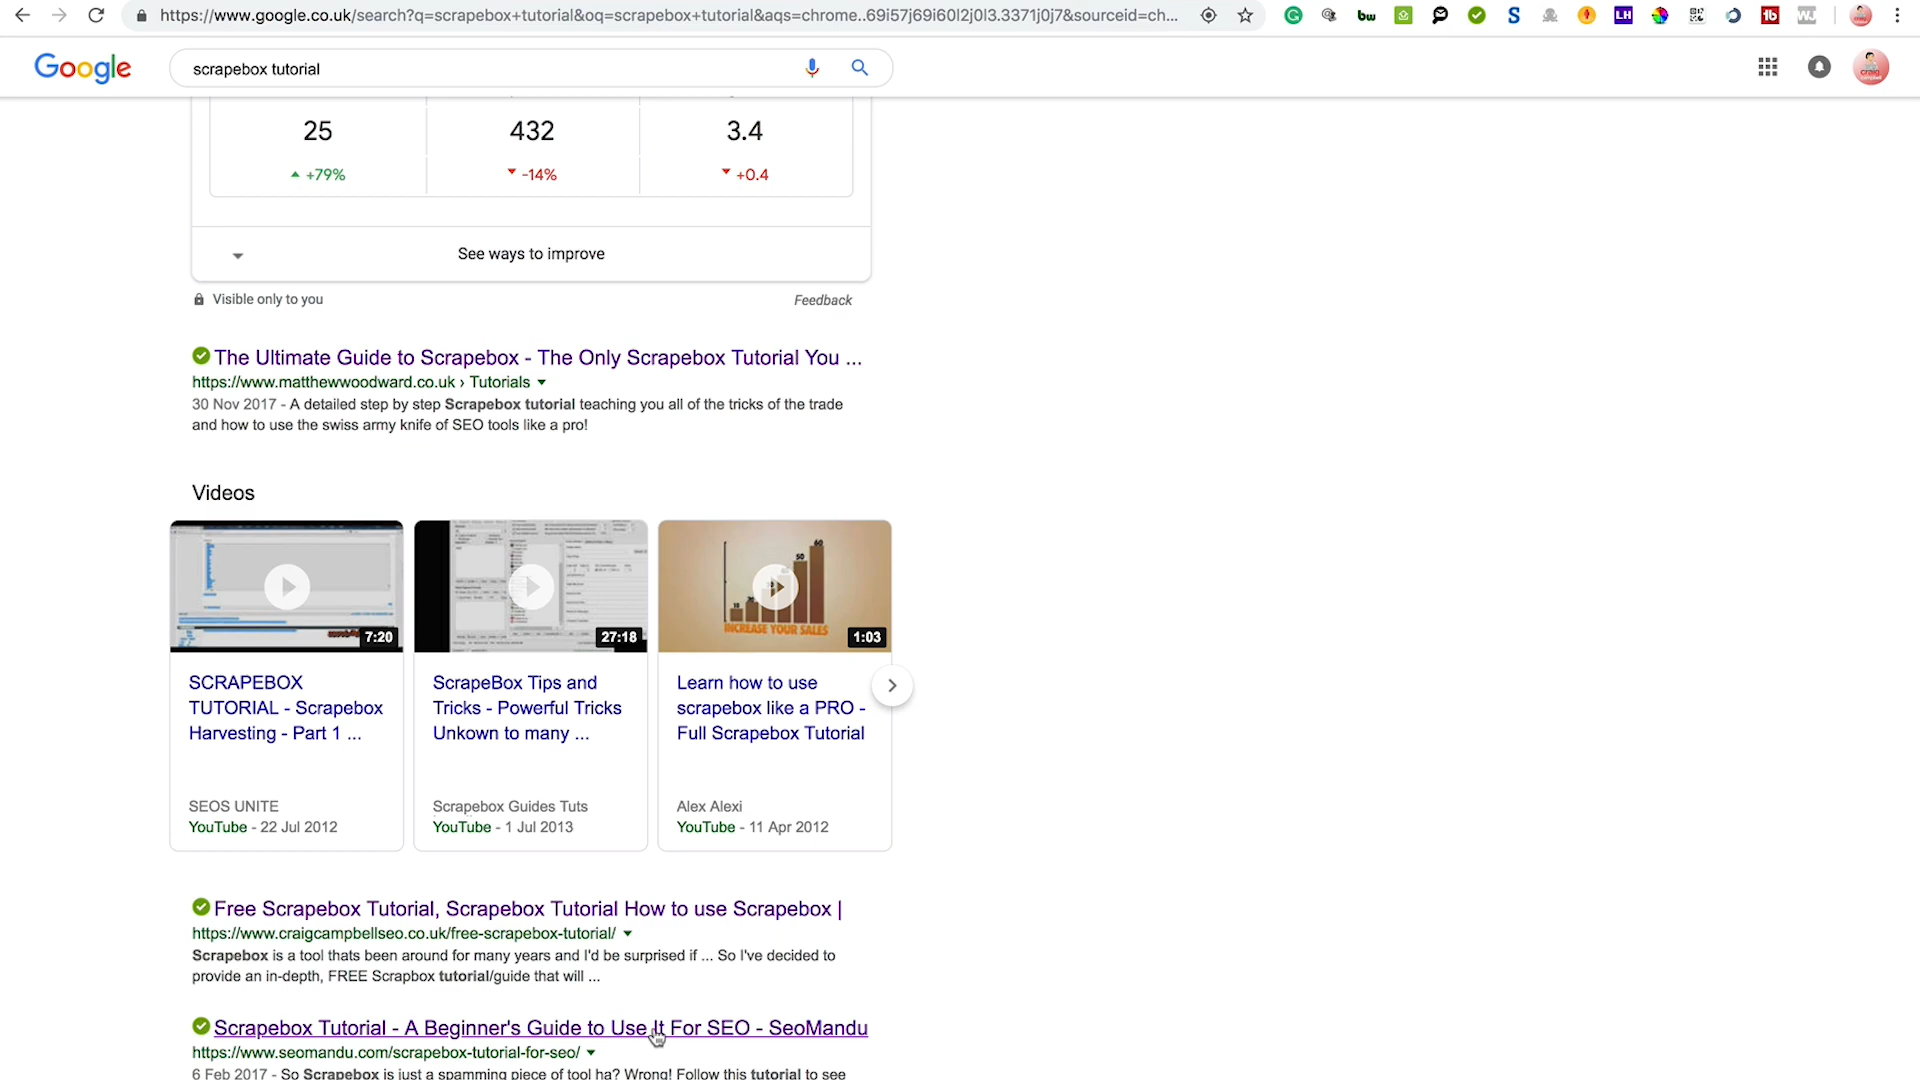 https://www.google.co.uk/search?q=scrapebox+tutorial&oq=scrapebox+tutorial&aqs=chrome..69i57j69i60l2j0l3.3371j0j7&sourceid=ch...
Google
scrapebox tutorial
25 432 3.4
+79% -14% +0.4
See ways to improve
Visible only to you Feedback
The Ultimate Guide to Scrapebox - The Only Scrapebox Tutorial You ...
https://www.matthewwoodward.co.uk › Tutorials
30 Nov 2017 - A detailed step by step Scrapebox tutorial teaching you all of the tricks of the trade
and how to use the swiss army knife of SEO tools like a pro!
Videos
10 50 60
INCREASE YOUR SALES
7:20 27:18 1:03
SCRAPEBOX
TUTORIAL - Scrapebox
Harvesting - Part 1 ...
SEOS UNITE
YouTube - 22 Jul 2012
ScrapeBox Tips and
Tricks - Powerful Tricks
Unkown to many ...
Scrapebox Guides Tuts
YouTube - 1 Jul 2013
Learn how to use
scrapebox like a PRO -
Full Scrapebox Tutorial
Alex Alexi
YouTube - 11 Apr 2012
Free Scrapebox Tutorial, Scrapebox Tutorial How to use Scrapebox |
https://www.craigcampbellseo.co.uk/free-scrapebox-tutorial/
Scrapebox is a tool thats been around for many years and I'd be surprised if ... So I've decided to
provide an in-depth, FREE Scrapbox tutorial/guide that will ...
Scrapebox Tutorial - A Beginner's Guide to Use It For SEO - SeoMandu
https://www.seomandu.com/scrapebox-tutorial-for-seo/
6 Feb 2017 - So Scrapebox is just a spamming piece of tool ha? Wrong! Follow this tutorial to see